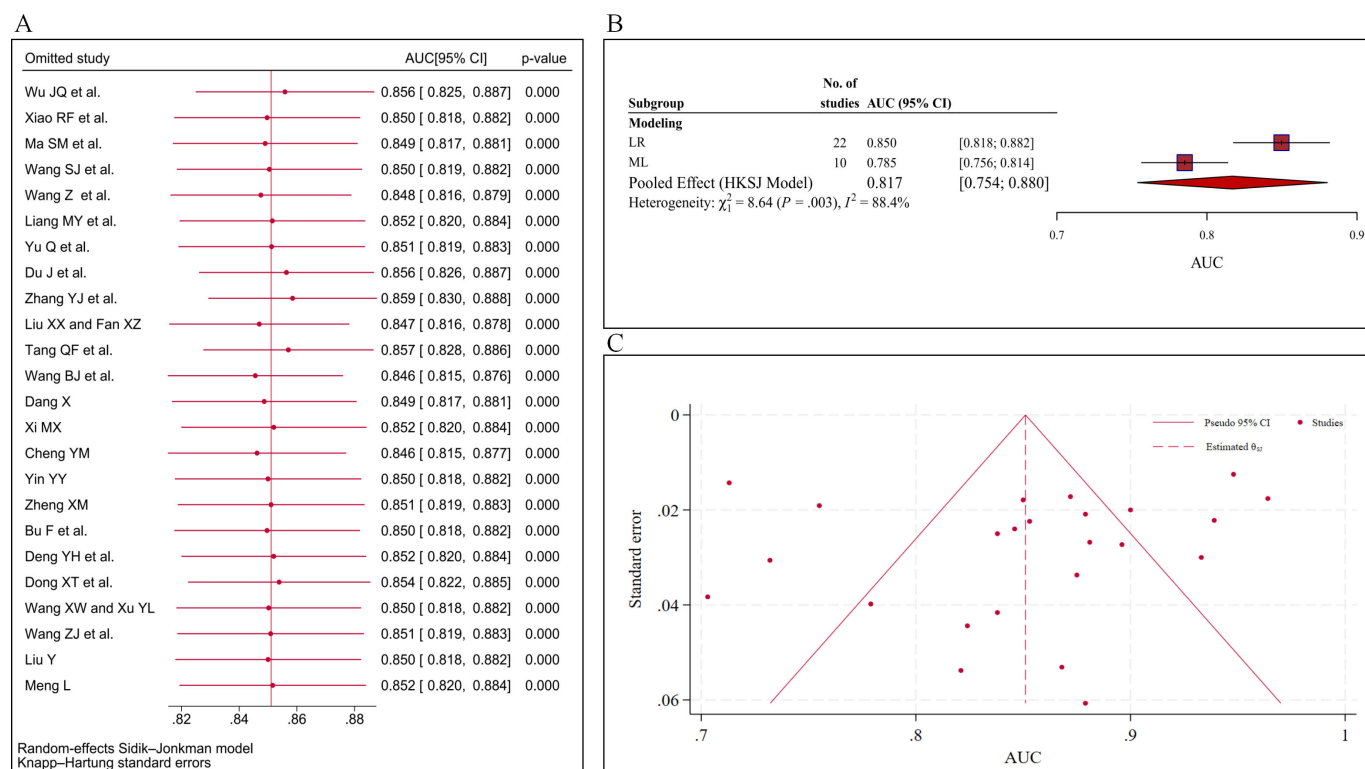 A
Omitted study AUC[95% CI] p-value
Wu JQ et al. 0.856 [ 0.825, 0.887] 0.000
Xiao RF et al. 0.850 [ 0.818, 0.882] 0.000
Ma SM et al. 0.849 [ 0.817, 0.881] 0.000
Wang SJ et al. 0.850 [ 0.819, 0.882] 0.000
Wang Z et al. 0.848 [ 0.816, 0.879] 0.000
Liang MY et al. 0.852 [ 0.820, 0.884] 0.000
Yu Q et al. 0.851 [ 0.819, 0.883] 0.000
Du J et al. 0.856 [ 0.826, 0.887] 0.000
Zhang YJ et al. 0.859 [ 0.830, 0.888] 0.000
Liu XX and Fan XZ 0.847 [ 0.816, 0.878] 0.000
Tang QF et al. 0.857 [ 0.828, 0.886] 0.000
Wang BJ et al. 0.846 [ 0.815, 0.876] 0.000
Dang X 0.849 [ 0.817, 0.881] 0.000
Xi MX 0.852 [ 0.820, 0.884] 0.000
Cheng YM 0.846 [ 0.815, 0.877] 0.000
Yin YY 0.850 [ 0.818, 0.882] 0.000
Zheng XM 0.851 [ 0.819, 0.883] 0.000
Bu F et al. 0.850 [ 0.818, 0.882] 0.000
Deng YH et al. 0.852 [ 0.820, 0.884] 0.000
Dong XT et al. 0.854 [ 0.822, 0.885] 0.000
Wang XW and Xu YL 0.850 [ 0.818, 0.882] 0.000
Wang ZJ et al. 0.851 [ 0.819, 0.883] 0.000
Liu Y 0.850 [ 0.818, 0.882] 0.000
Meng L 0.852 [ 0.820, 0.884] 0.000
.82 .84 .86 .88
Random-effects Sidik–Jonkman model
Knapp–Hartung standard errors
B
No. of
Subgroup studies AUC (95% CI)
Modeling
LR 22 0.850 [0.818; 0.882]
ML 10 0.785 [0.756; 0.814]
Pooled Effect (HKSJ Model) 0.817 [0.754; 0.880]
Heterogeneity: χ²₁ = 8.64 (P = .003), I² = 88.4%
0.7 0.8 0.9
AUC
C
Pseudo 95% CI Studies
Estimated θSJ
Standard error
0
.02
.04
.06
.7 .8 .9 1
AUC